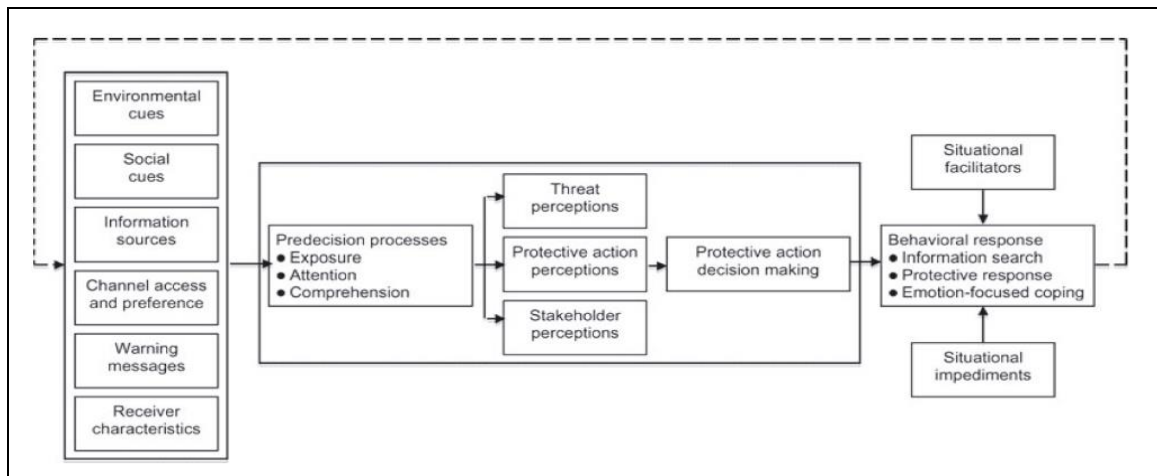 Environmental
cues
Social
cues
Information
sources
Channel access
and preference
Warning
messages
Receiver
characteristics
Predecision processes
● Exposure
● Attention
● Comprehension
Threat
perceptions
Protective action
perceptions
Stakeholder
perceptions
Protective action
decision making
Situational
facilitators
Behavioral response
● Information search
● Protective response
● Emotion-focused coping
Situational
impediments